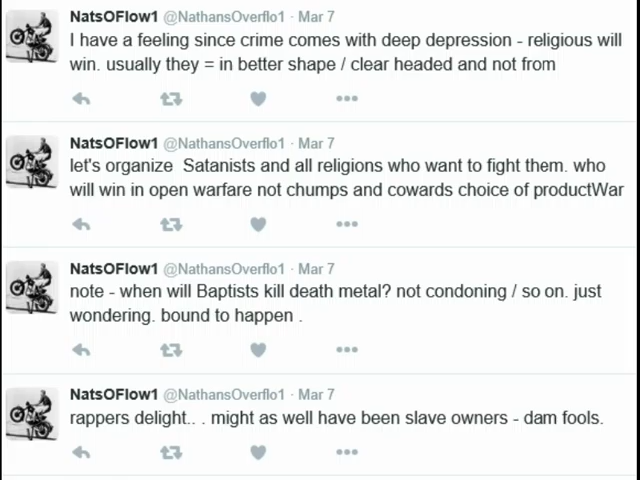 NatsOFlow1 @NathansOverflo1 · Mar 7
I have a feeling since crime comes with deep depression - religious will
win. usually they = in better shape / clear headed and not from
NatsOFlow1 @NathansOverflo1 · Mar 7
let's organize  Satanists and all religions who want to fight them. who
will win in open warfare not chumps and cowards choice of productWar
NatsOFlow1 @NathansOverflo1 · Mar 7
note - when will Baptists kill death metal? not condoning / so on. just
wondering. bound to happen .
NatsOFlow1 @NathansOverflo1 · Mar 7
rappers delight.. . might as well have been slave owners - dam fools.